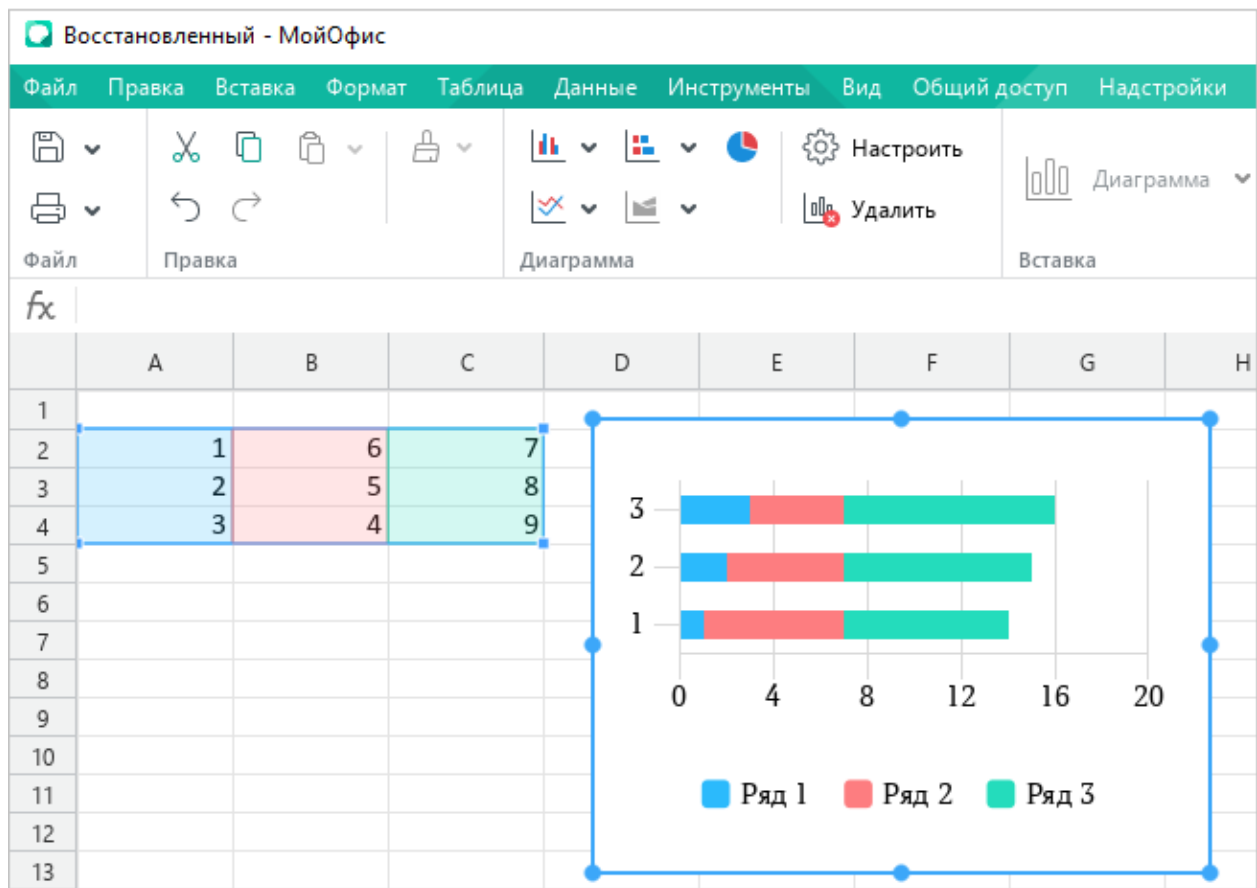 Восстановленный - МойОфис
Файл Правка Вставка Формат Таблица Данные Инструменты Вид Общий доступ Надстройки
Настроить
Диаграмма
Удалить
Файл Правка Диаграмма Вставка
fx
A B C D E F G H
1
2 1 6 7
3 2 5 8
4 3 4 9
5
6
7
8
9
10
11
12
13
3
2
1
0 4 8 12 16 20
Ряд 1 Ряд 2 Ряд 3